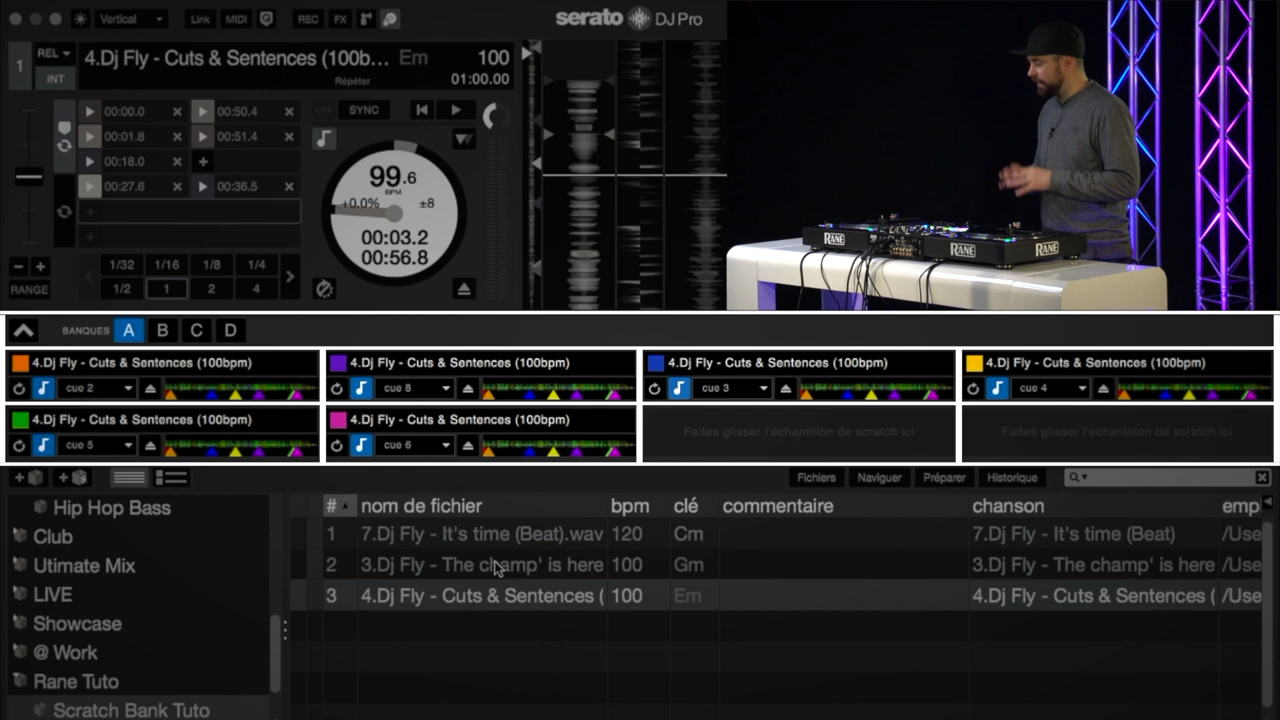 Vertical
Link MIDI
REC FX
serato DJ Pro
1
REL
INT
4.Dj Fly - Cuts & Sentences (100b... Em 100
Répéter 01:00.00
00:00.0 00:50.4
00:01.8 00:51.4
00:18.0
00:27.6 00:36.5
OFF SYNC
99.6
BPM
+0.0% ±8
00:03.2
00:56.8
1/32 1/16 1/8 1/4
1/2 1 2 4
RANGE
RANE RANE RANE
BANQUES A B C D
4.Dj Fly - Cuts & Sentences (100bpm) 4.Dj Fly - Cuts & Sentences (100bpm) 4.Dj Fly - Cuts & Sentences (100bpm) 4.Dj Fly - Cuts & Sentences (100bpm)
cue 2 cue 8 cue 3 cue 4
4.Dj Fly - Cuts & Sentences (100bpm) 4.Dj Fly - Cuts & Sentences (100bpm)
cue 5 cue 6 Faites glisser l'échantillon de scratch ici Faites glisser l'échantillon de scratch ici
Fichiers Naviguer Préparer Historique
Hip Hop Bass
Club
Utimate Mix
LIVE
Showcase
@ Work
Rane Tuto
Scratch Bank Tuto
# nom de fichier bpm clé commentaire chanson emp
1 7.Dj Fly - It's time (Beat).wav 120 Cm 7.Dj Fly - It's time (Beat) /Use
2 3.Dj Fly - The champ' is here 100 Gm 3.Dj Fly - The champ' is here /Use
3 4.Dj Fly - Cuts & Sentences ( 100 Em 4.Dj Fly - Cuts & Sentences ( /Use